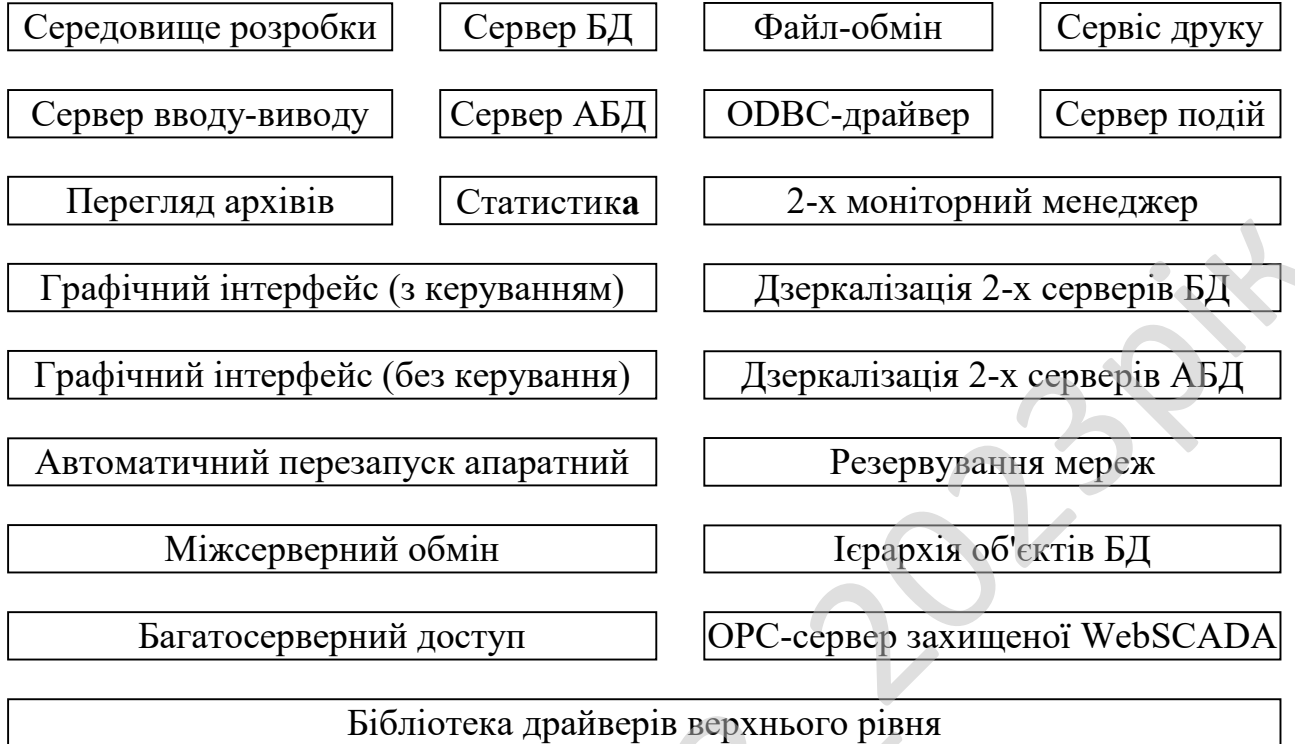 Середовище розробки Сервер БД Файл-обмін Сервіс друку
Сервер вводу-виводу Сервер АБД ODBC-драйвер Сервер подій
Перегляд архівів Статистика 2-х моніторний менеджер
Графічний інтерфейс (з керуванням) Дзеркалізація 2-х серверів БД
Графічний інтерфейс (без керування) Дзеркалізація 2-х серверів АБД
Автоматичний перезапуск апаратний Резервування мереж
Міжсерверний обмін Ієрархія об'єктів БД
Багатосерверний доступ OPC-сервер захищеної WebSCADA
Бібліотека драйверів верхнього рівня
2023рік